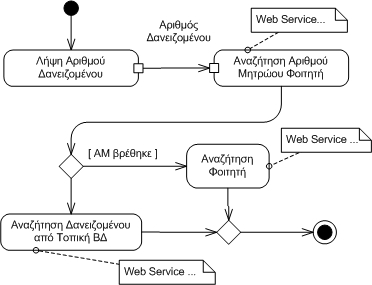 Αριθμός
Δανειζομένου
Web Service...
Λήψη Αριθμού
Δανειζομένου
Αναζήτηση Αριθμού
Μητρώου Φοιτητή
[ ΑΜ βρέθηκε ]
Web Service ...
Αναζήτηση
Φοιτητή
Αναζήτηση Δανειζομένου
από Τοπική ΒΔ
Web Service ...